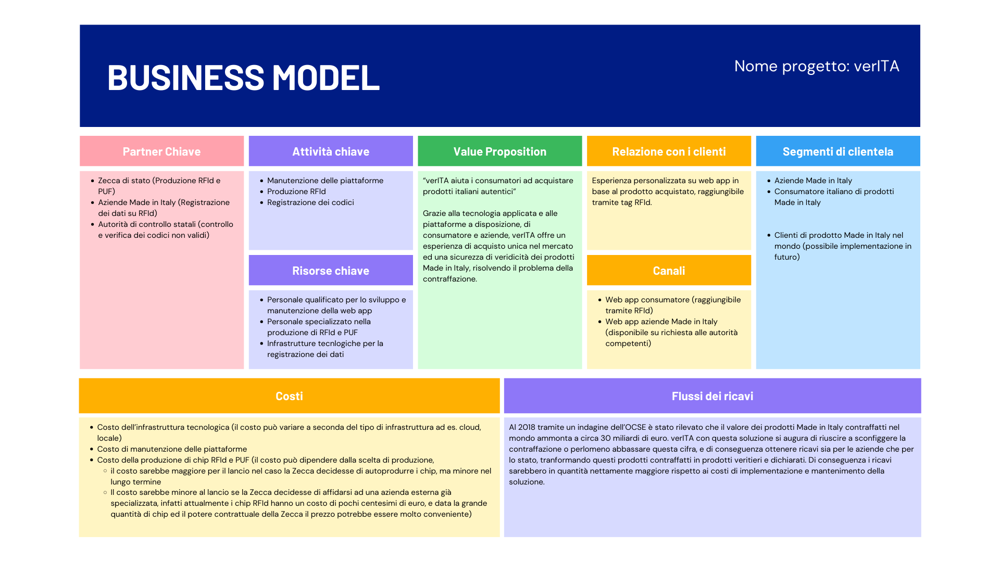 BUSINESS MODEL
Nome progetto: verITA
Partner Chiave
Zecca di stato (Produzione RFId e
PUF)
Aziende Made in Italy (Registrazione
dei dati su RFId)
Autorità di controllo statali (controllo
e verifica dei codici non validi)
Attività chiave
Manutenzione delle piattaforme
Produzione RFId
Registrazione dei codici
Risorse chiave
Personale qualificato per lo sviluppo e
manutenzione della web app
Personale specializzato nella
produzione di RFId e PUF
Infrastrutture tecnlogiche per la
registrazione dei dati
Value Proposition
“verITA aiuta i consumatori ad acquistare
prodotti italiani autentici”
Grazie alla tecnologia applicata e alle
piattaforme a disposizione, di
consumatore e aziende, verITA offre un
esperienza di acquisto unica nel mercato
ed una sicurezza di veridicità dei prodotti
Made in Italy, risolvendo il problema della
contraffazione.
Relazione con i clienti
Esperienza personalizzata su web app in
base al prodotto acquistato, raggiungibile
tramite tag RFId.
Canali
Web app consumatore (raggiungibile
tramite RFId)
Web app aziende Made in Italy
(disponibile su richiesta alle autorità
competenti)
Segmenti di clientela
Aziende Made in Italy
Consumatore italiano di prodotti
Made in Italy
Clienti di prodotto Made in Italy nel
mondo (possibile implementazione in
futuro)
Costi
Costo dell’infrastruttura tecnologica (il costo può variare a seconda del tipo di infrastruttura ad es. cloud,
locale)
Costo di manutenzione delle piattaforme
Costo della produzione di chip RFId e PUF (il costo può dipendere dalla scelta di produzione,
il costo sarebbe maggiore per il lancio nel caso la Zecca decidesse di autoprodurre i chip, ma minore nel
lungo termine
Il costo sarebbe minore al lancio se la Zecca decidesse di affidarsi ad una azienda esterna già
specializzata, infatti attualmente i chip RFId hanno un costo di pochi centesimi di euro, e data la grande
quantità di chip ed il potere contrattuale della Zecca il prezzo potrebbe essere molto conveniente)
Flussi dei ricavi
Al 2018 tramite un indagine dell’OCSE è stato rilevato che il valore dei prodotti Made in Italy contraffatti nel
mondo ammonta a circa 30 miliardi di euro. verITA con questa soluzione si augura di riuscire a sconfiggere la
contraffazione o perlomeno abbassare questa cifra, e di conseguenza ottenere ricavi sia per le aziende che per
lo stato, tranformando questi prodotti contraffatti in prodotti veritieri e dichiarati. Di conseguenza i ricavi
sarebbero in quantità nettamente maggiore rispetto ai costi di implementazione e mantenimento della
soluzione.